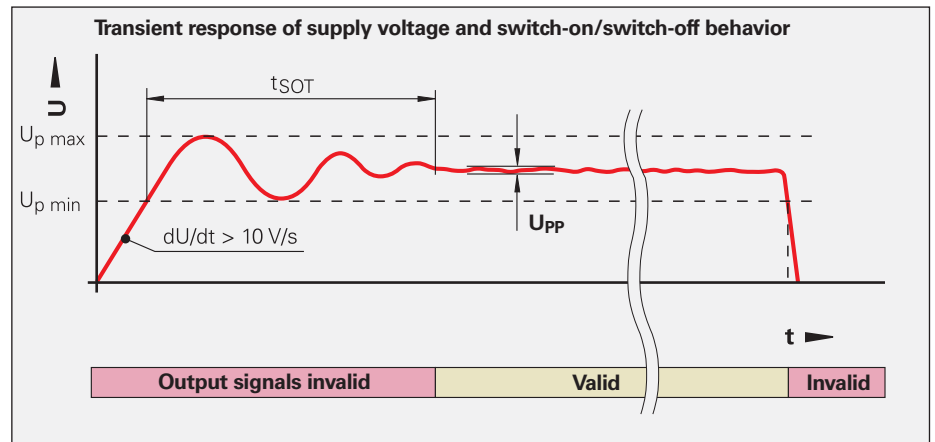 Transient response of supply voltage and switch-on/switch-off behavior
U
tSOT
Up max
Up min
UPP
dU/dt > 10 V/s
t
Output signals invalid Valid Invalid